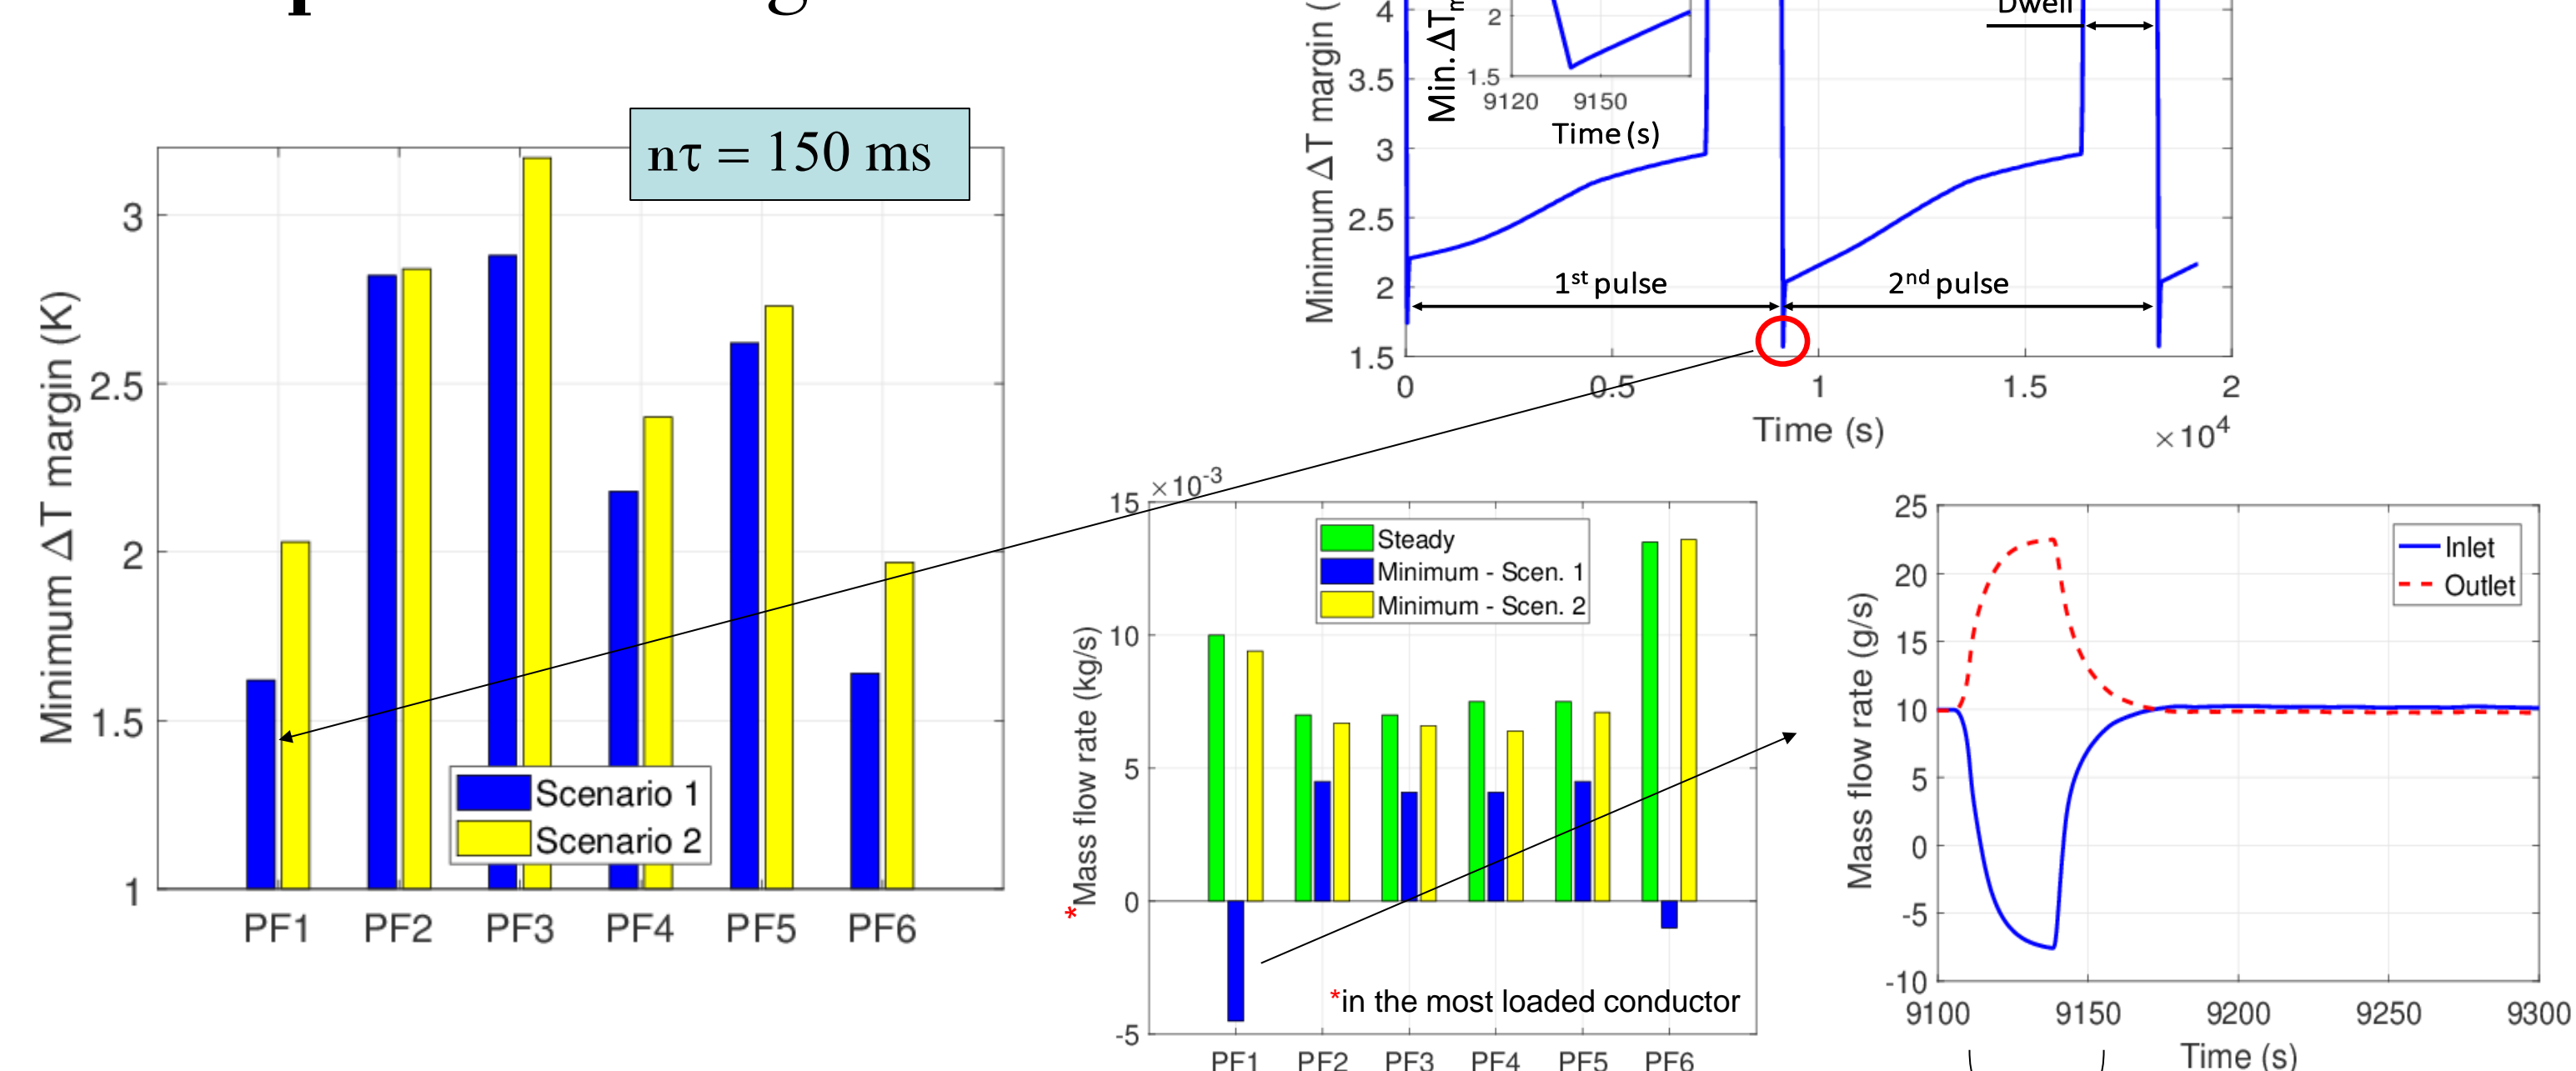 nτ = 150 ms
Minimum ΔT margin (K)
3
2.5
2
1.5
1
Scenario 1
Scenario 2
PF1 PF2 PF3 PF4 PF5 PF6
Minimum ΔT margin (
4
3.5
3
2.5
2
1.5
Min. ΔT
2
1.5
9120 9150
Time (s)
Dwell
1st pulse
2nd pulse
0 0.5 1 1.5 2
Time (s)
×10^4
×10^-3
*Mass flow rate (kg/s)
15
10
5
0
-5
Steady
Minimum - Scen. 1
Minimum - Scen. 2
*in the most loaded conductor
PF1 PF2 PF3 PF4 PF5 PF6
Mass flow rate (g/s)
25
20
15
10
5
0
-5
-10
Inlet
Outlet
9100 9150 9200 9250 9300
Time (s)